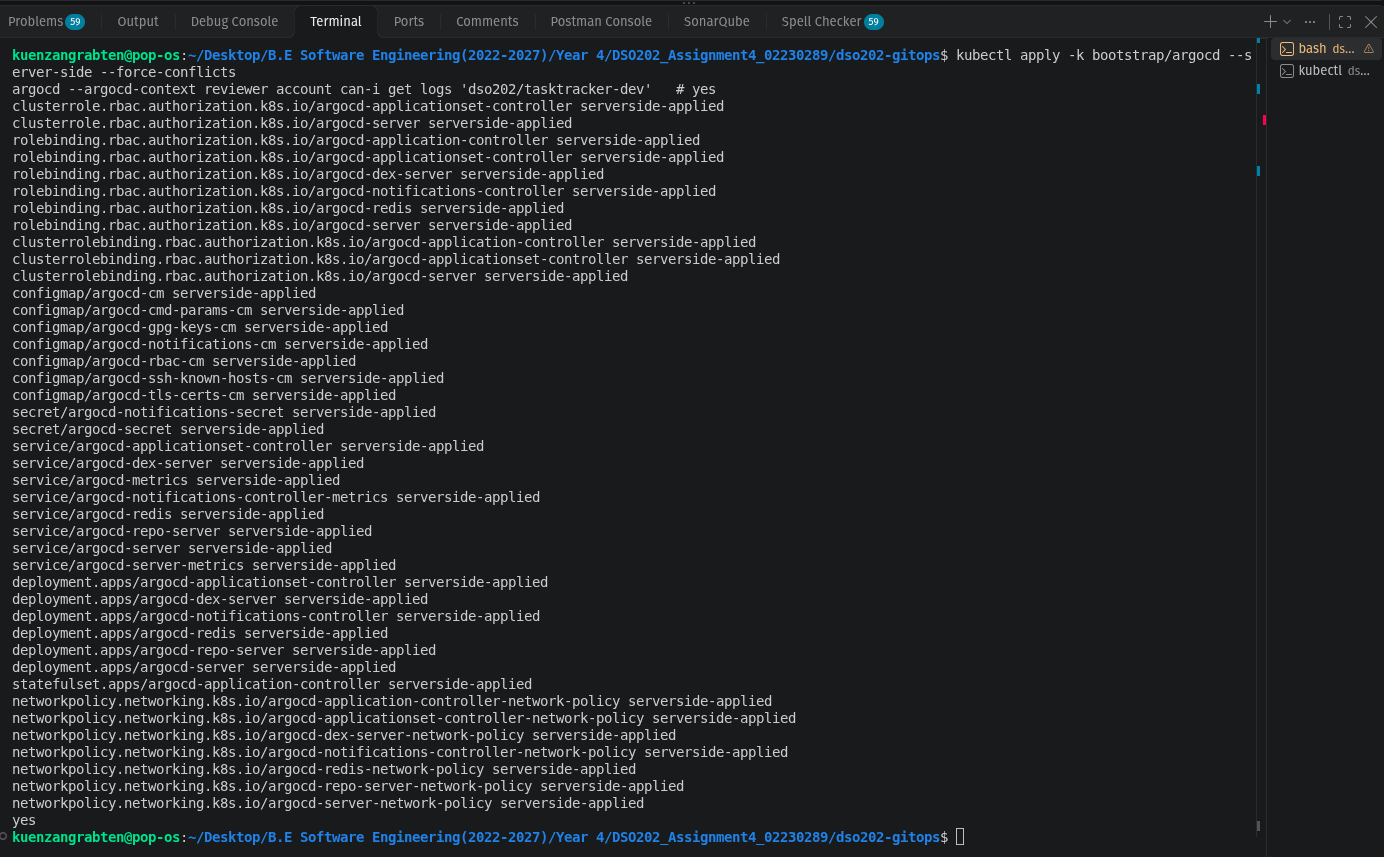 Problems 59 Output Debug Console Terminal Ports Comments Postman Console SonarQube Spell Checker 59
kuenzangrabten@pop-os:~/Desktop/B.E Software Engineering(2022-2027)/Year 4/DSO202_Assignment4_02230289/dso202-gitops$ kubectl apply -k bootstrap/argocd --s
erver-side --force-conflicts
argocd --argocd-context reviewer account can-i get logs 'dso202/tasktracker-dev'   # yes
clusterrole.rbac.authorization.k8s.io/argocd-applicationset-controller serverside-applied
clusterrole.rbac.authorization.k8s.io/argocd-server serverside-applied
rolebinding.rbac.authorization.k8s.io/argocd-application-controller serverside-applied
rolebinding.rbac.authorization.k8s.io/argocd-applicationset-controller serverside-applied
rolebinding.rbac.authorization.k8s.io/argocd-dex-server serverside-applied
rolebinding.rbac.authorization.k8s.io/argocd-notifications-controller serverside-applied
rolebinding.rbac.authorization.k8s.io/argocd-redis serverside-applied
rolebinding.rbac.authorization.k8s.io/argocd-server serverside-applied
clusterrolebinding.rbac.authorization.k8s.io/argocd-application-controller serverside-applied
clusterrolebinding.rbac.authorization.k8s.io/argocd-applicationset-controller serverside-applied
clusterrolebinding.rbac.authorization.k8s.io/argocd-server serverside-applied
configmap/argocd-cm serverside-applied
configmap/argocd-cmd-params-cm serverside-applied
configmap/argocd-gpg-keys-cm serverside-applied
configmap/argocd-notifications-cm serverside-applied
configmap/argocd-rbac-cm serverside-applied
configmap/argocd-ssh-known-hosts-cm serverside-applied
configmap/argocd-tls-certs-cm serverside-applied
secret/argocd-notifications-secret serverside-applied
secret/argocd-secret serverside-applied
service/argocd-applicationset-controller serverside-applied
service/argocd-dex-server serverside-applied
service/argocd-metrics serverside-applied
service/argocd-notifications-controller-metrics serverside-applied
service/argocd-redis serverside-applied
service/argocd-repo-server serverside-applied
service/argocd-server serverside-applied
service/argocd-server-metrics serverside-applied
deployment.apps/argocd-applicationset-controller serverside-applied
deployment.apps/argocd-dex-server serverside-applied
deployment.apps/argocd-notifications-controller serverside-applied
deployment.apps/argocd-redis serverside-applied
deployment.apps/argocd-repo-server serverside-applied
deployment.apps/argocd-server serverside-applied
statefulset.apps/argocd-application-controller serverside-applied
networkpolicy.networking.k8s.io/argocd-application-controller-network-policy serverside-applied
networkpolicy.networking.k8s.io/argocd-applicationset-controller-network-policy serverside-applied
networkpolicy.networking.k8s.io/argocd-dex-server-network-policy serverside-applied
networkpolicy.networking.k8s.io/argocd-notifications-controller-network-policy serverside-applied
networkpolicy.networking.k8s.io/argocd-redis-network-policy serverside-applied
networkpolicy.networking.k8s.io/argocd-repo-server-network-policy serverside-applied
networkpolicy.networking.k8s.io/argocd-server-network-policy serverside-applied
yes
kuenzangrabten@pop-os:~/Desktop/B.E Software Engineering(2022-2027)/Year 4/DSO202_Assignment4_02230289/dso202-gitops$
bash ds...
kubectl ds...